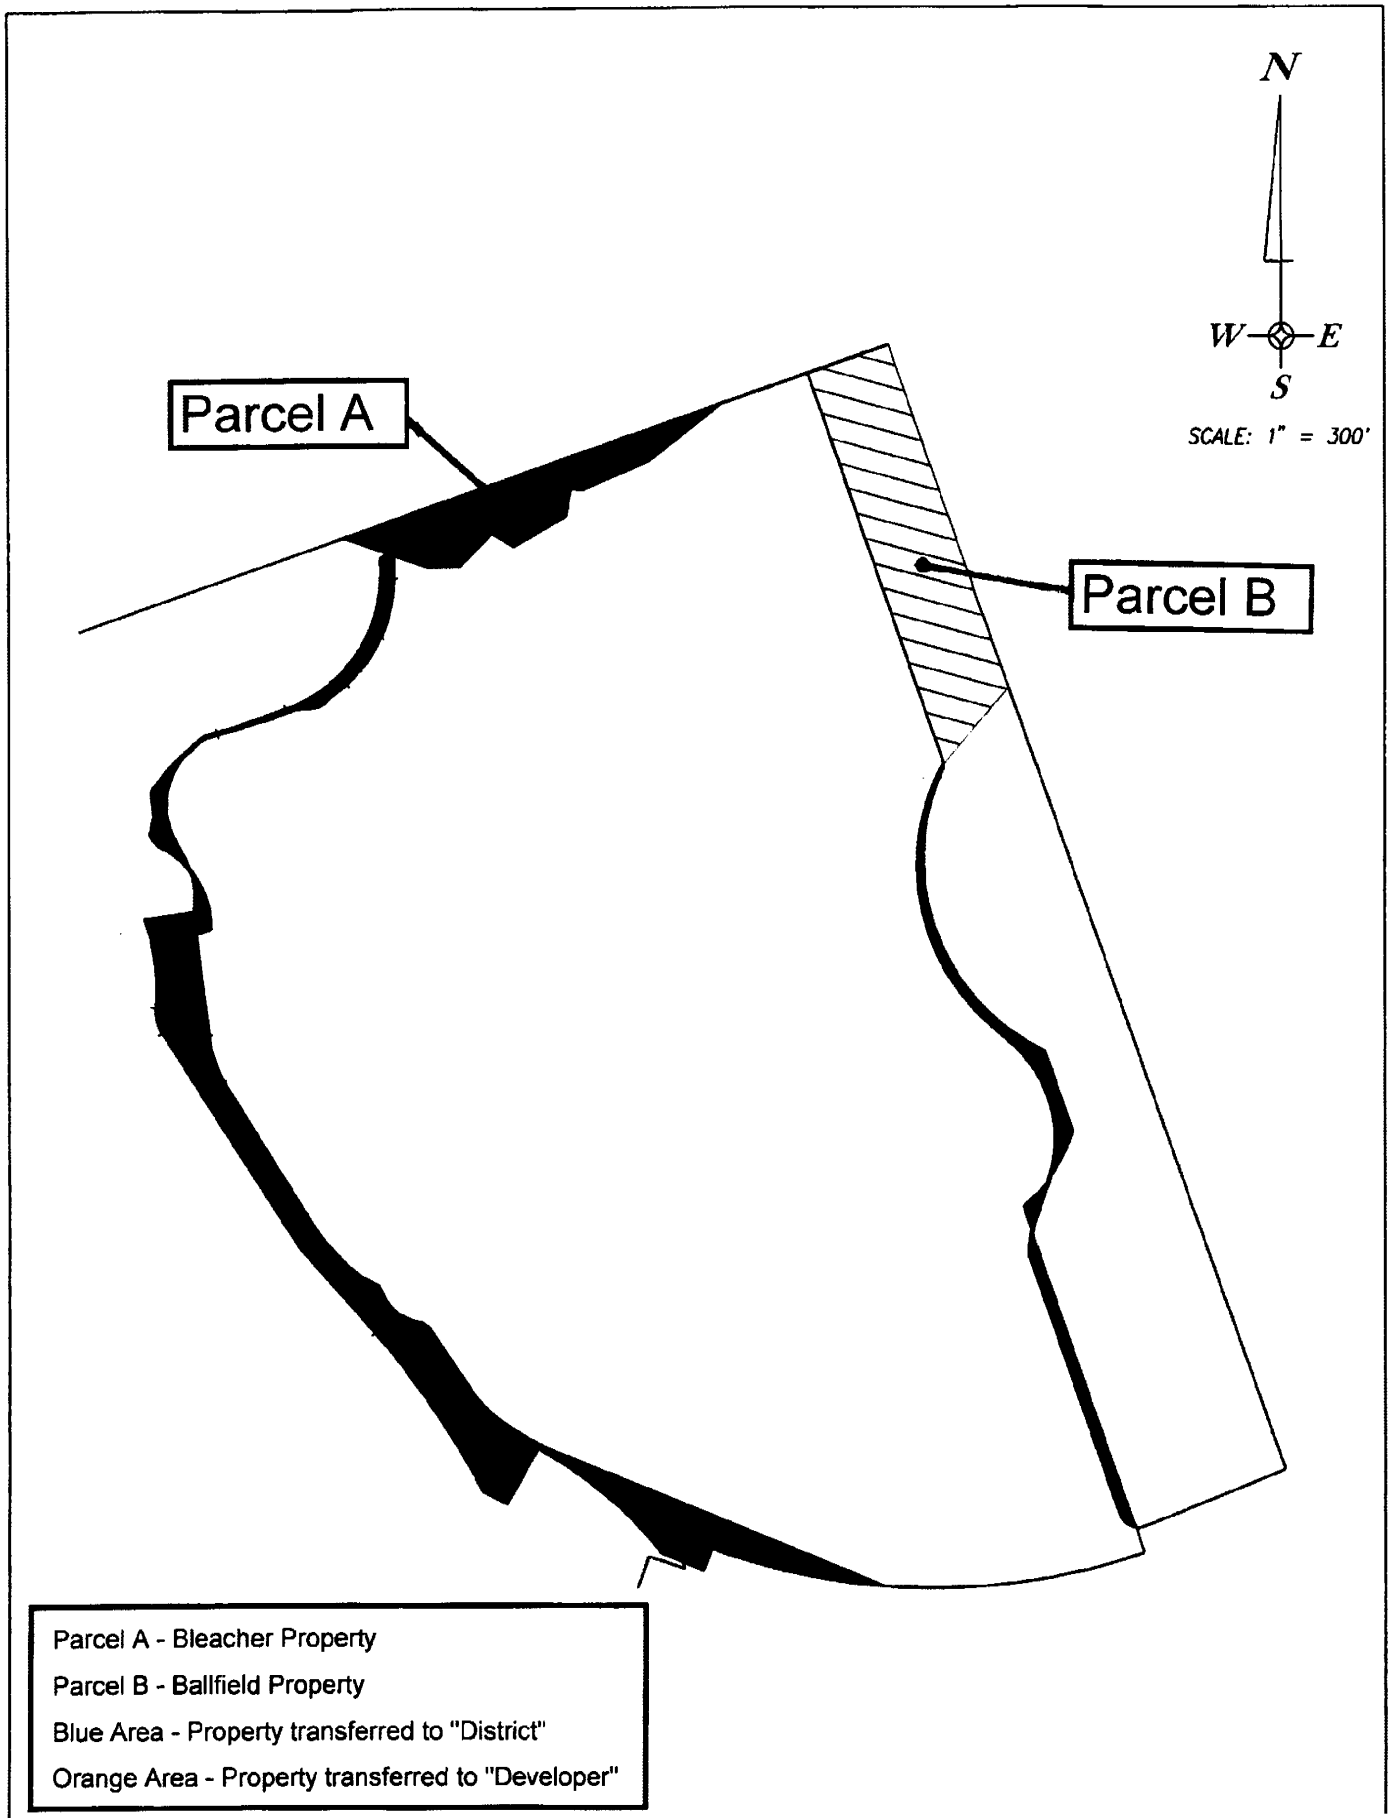 N
W E
S
SCALE: 1" = 300'
Parcel A
Parcel B
Parcel A - Bleacher Property
Parcel B - Ballfield Property
Blue Area - Property transferred to "District"
Orange Area - Property transferred to "Developer"